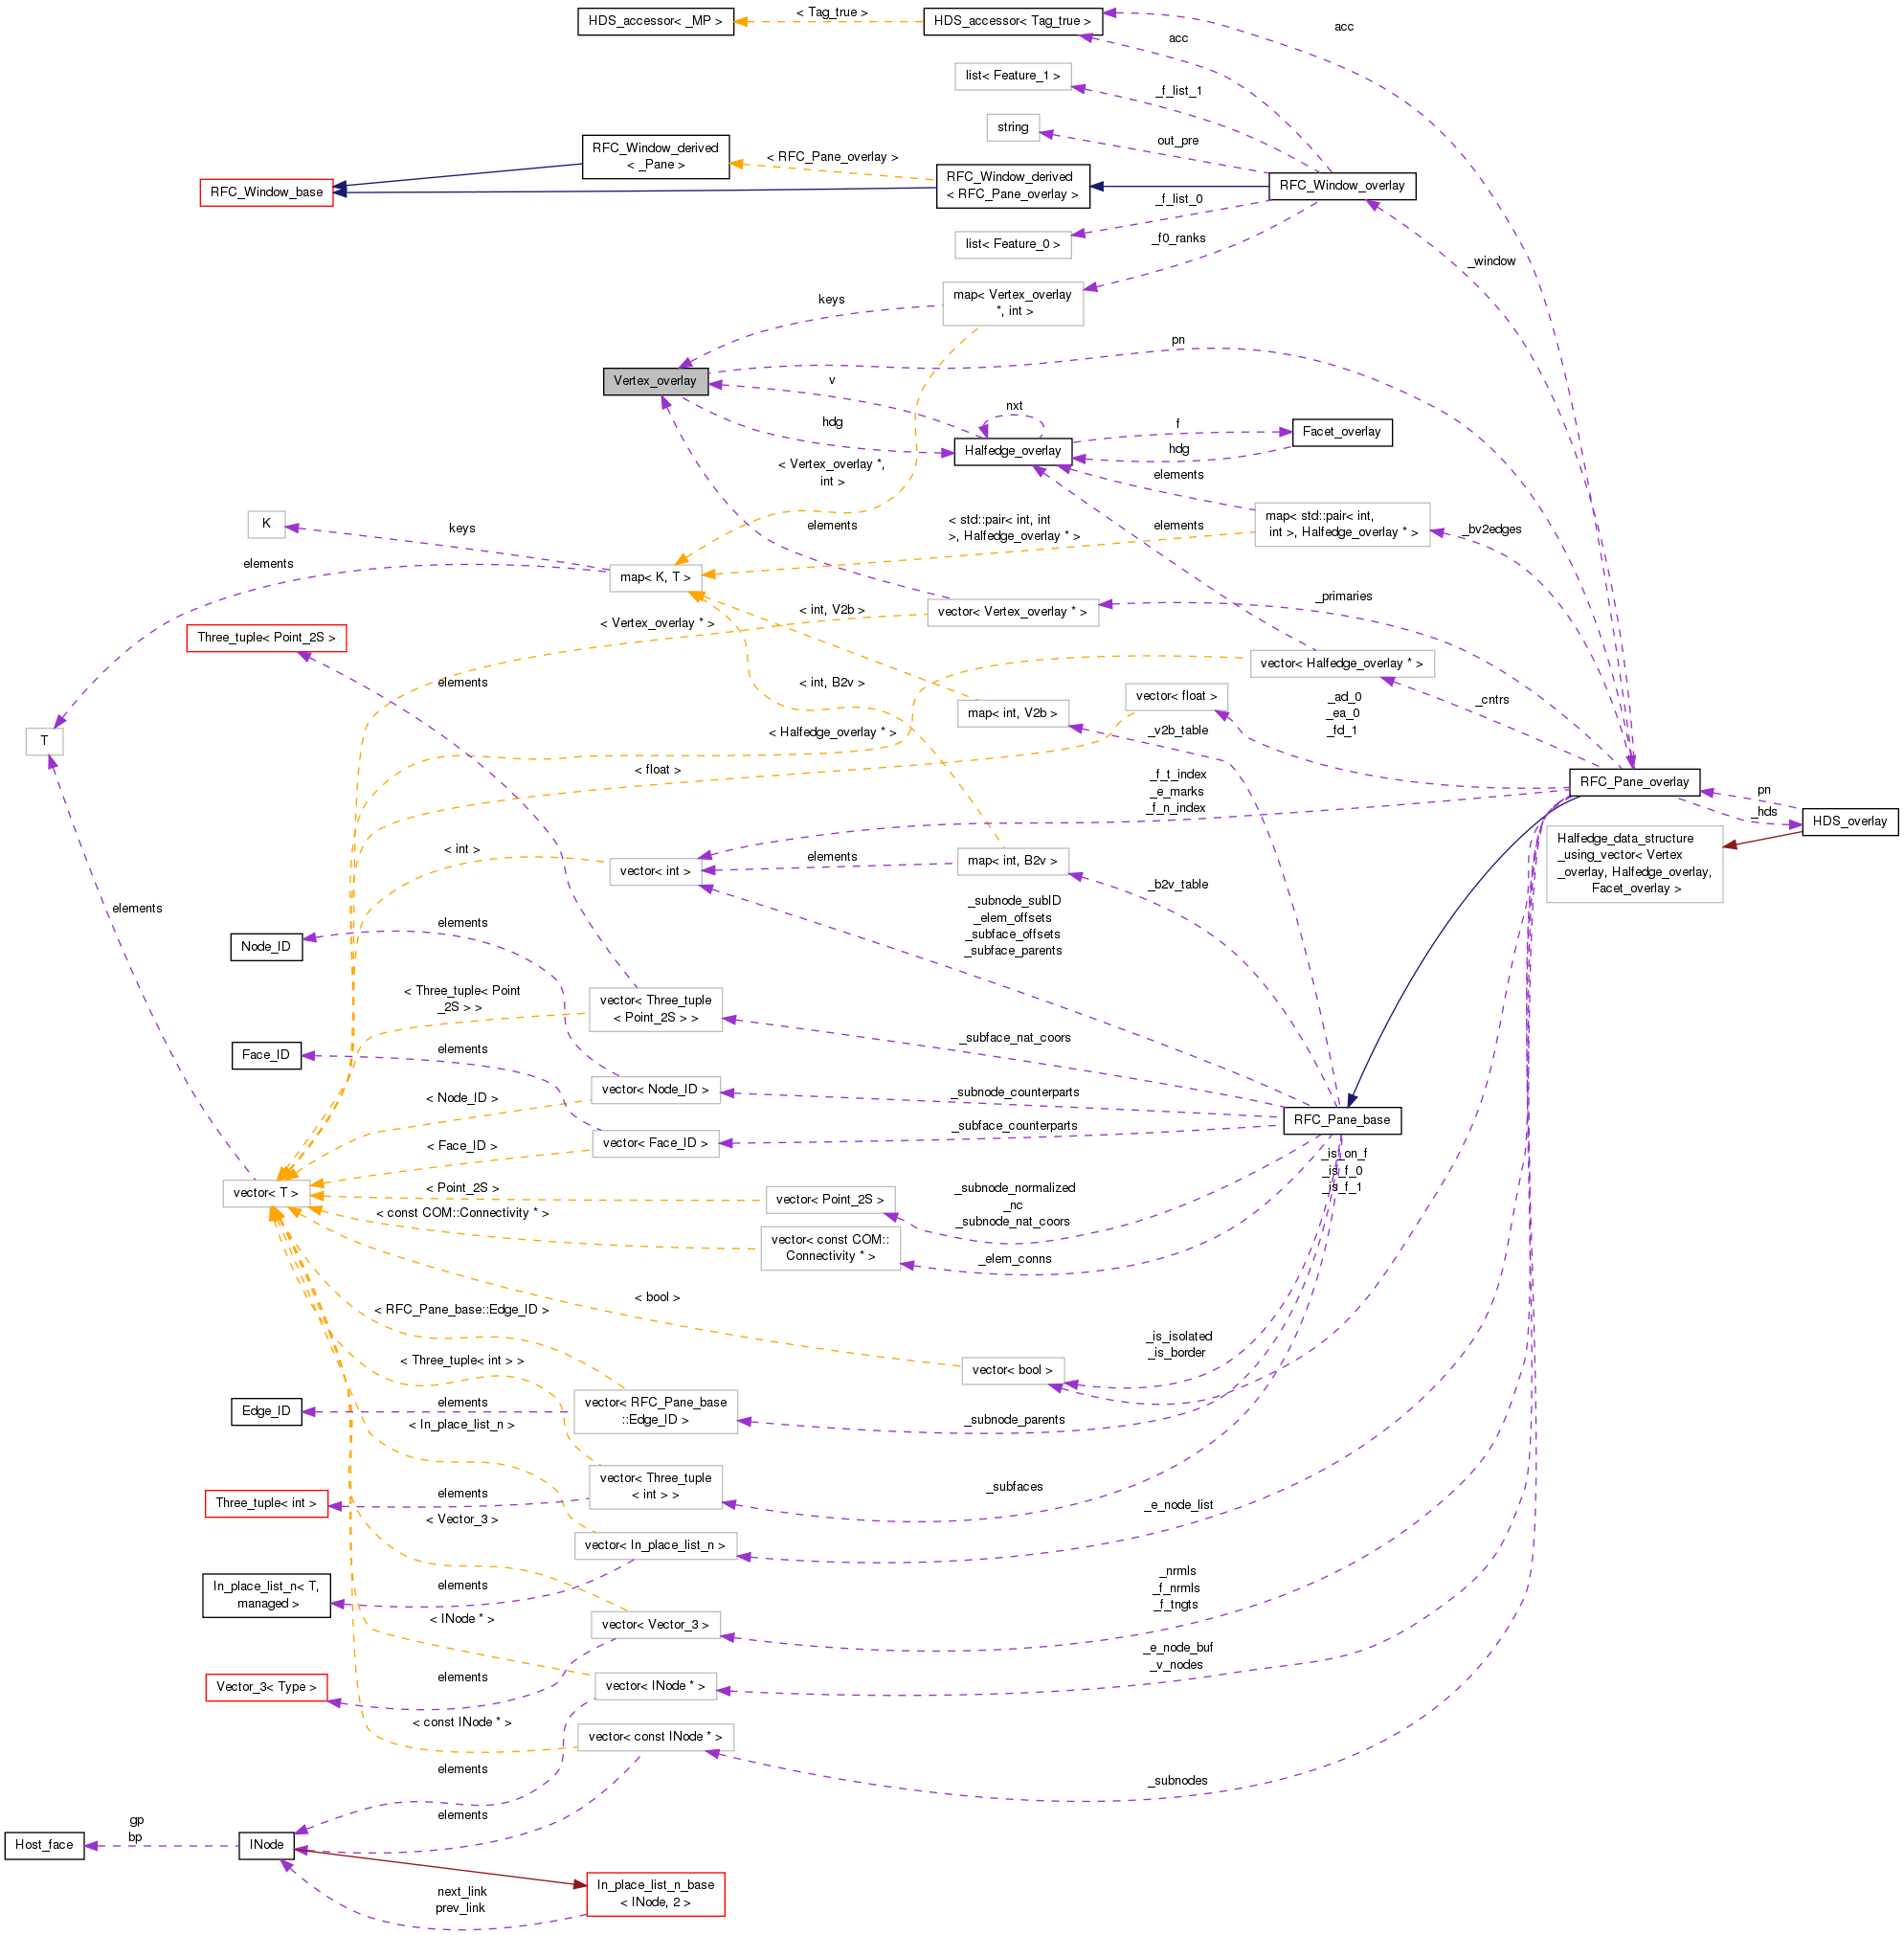 HDS_accessor< _MP >
< Tag_true >
HDS_accessor< Tag_true >
acc
acc
list< Feature_1 >
_f_list_1
string
out_pre
RFC_Window_derived
< _Pane >
< RFC_Pane_overlay >
RFC_Window_base
RFC_Window_derived
< RFC_Pane_overlay >
RFC_Window_overlay
_f_list_0
list< Feature_0 >
_f0_ranks
_window
map< Vertex_overlay
*, int >
keys
pn
Vertex_overlay
v
hdg
nxt
Halfedge_overlay
f
hdg
Facet_overlay
< Vertex_overlay *,
int >
elements
elements
elements
K
keys
< std::pair< int, int
>, Halfedge_overlay * >
map< std::pair< int,
int >, Halfedge_overlay * >
_bv2edges
elements
map< K, T >
< int, V2b >
vector< Vertex_overlay * >
_primaries
Three_tuple< Point_2S >
< Vertex_overlay * >
elements
< int, B2v >
vector< Halfedge_overlay * >
vector< float >
_ad_0
_ea_0
_fd_1
_cntrs
T
map< int, V2b >
< Halfedge_overlay * >
_v2b_table
< float >
_f_t_index
_e_marks
_f_n_index
RFC_Pane_overlay
pn
_hds
HDS_overlay
Halfedge_data_structure
_using_vector< Vertex
_overlay, Halfedge_overlay,
Facet_overlay >
< int >
vector< int >
elements
map< int, B2v >
_b2v_table
elements
_subnode_subID
_elem_offsets
_subface_offsets
_subface_parents
Node_ID
elements
< Three_tuple< Point
_2S > >
vector< Three_tuple
< Point_2S > >
_subface_nat_coors
Face_ID
elements
< Node_ID >
vector< Node_ID >
_subnode_counterparts
RFC_Pane_base
< Face_ID >
vector< Face_ID >
_subface_counterparts
_is_on_f
_is_f_0
_is_f_1
vector< T >
< Point_2S >
vector< Point_2S >
_subnode_normalized
_nc
_subnode_nat_coors
< const COM::Connectivity * >
vector< const COM::
Connectivity * >
_elem_conns
< bool >
< RFC_Pane_base::Edge_ID >
_is_isolated
_is_border
vector< bool >
< Three_tuple< int > >
Edge_ID
elements
vector< RFC_Pane_base
::Edge_ID >
_subnode_parents
< In_place_list_n >
vector< Three_tuple
< int > >
_subfaces
Three_tuple< int >
elements
_e_node_list
< Vector_3 >
vector< In_place_list_n >
In_place_list_n< T,
managed >
elements
_nrmls
_f_nrmls
_f_tngts
< INode * >
vector< Vector_3 >
_e_node_buf
_v_nodes
Vector_3< Type >
elements
vector< INode * >
< const INode * >
vector< const INode * >
elements
_subnodes
elements
gp
bp
Host_face
INode
In_place_list_n_base
< INode, 2 >
next_link
prev_link